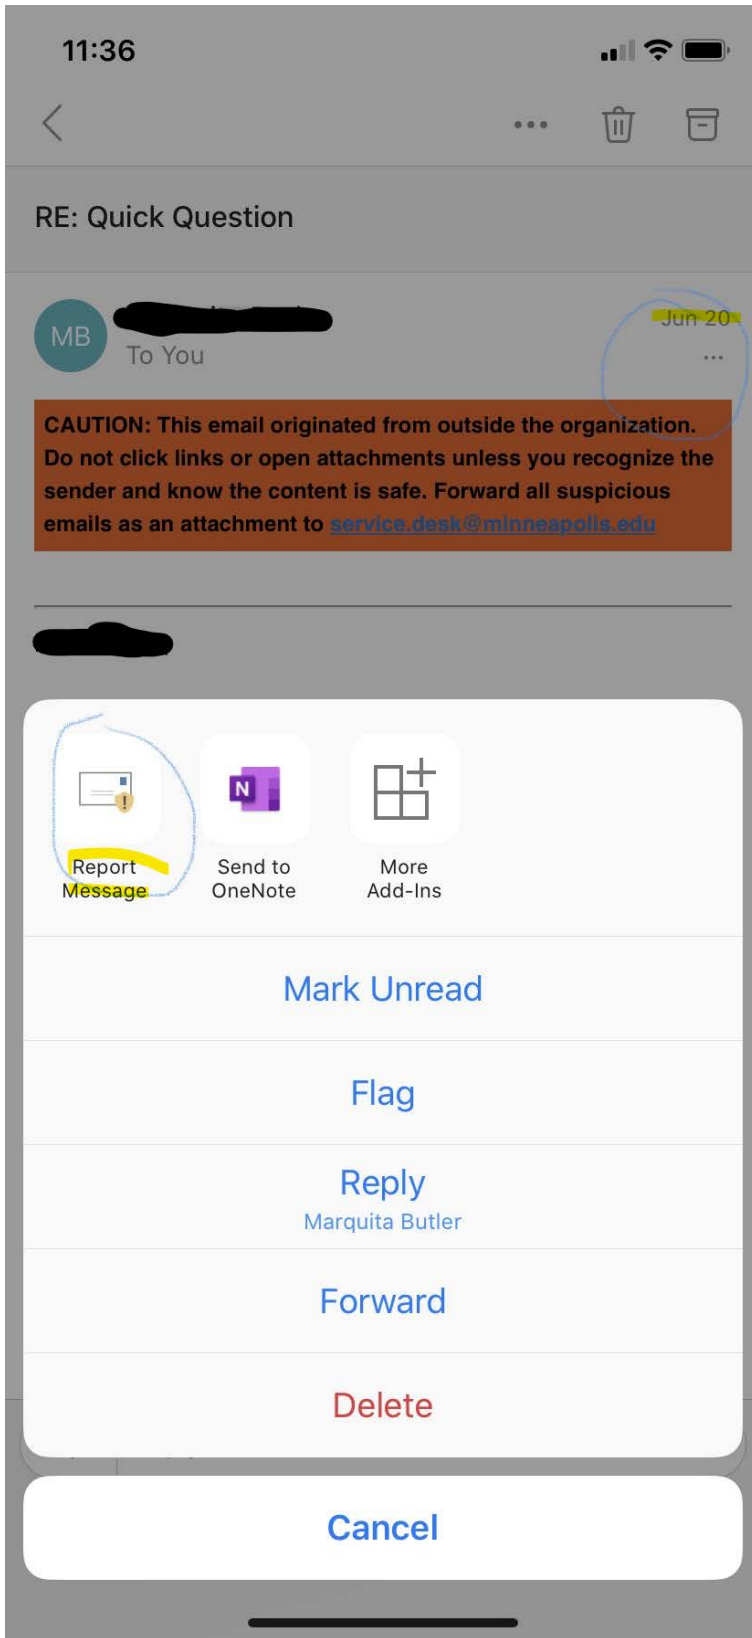 11:36
RE: Quick Question
MB
Jun 20
To You
...
CAUTION: This email originated from outside the organization.
Do not click links or open attachments unless you recognize the
sender and know the content is safe. Forward all suspicious
emails as an attachment to service.desk@minneapolis.edu
N
Report
Message
Send to
OneNote
More
Add-Ins
Mark Unread
Flag
Reply
Marquita Butler
Forward
Delete
Cancel